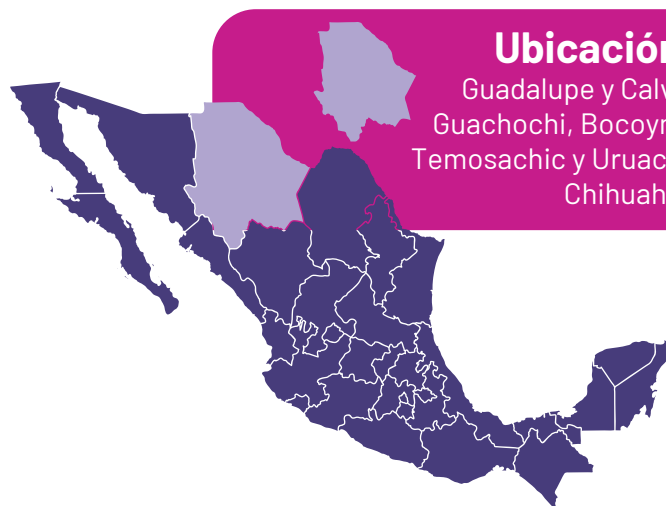 Ubicación
Guadalupe y Calv
Guachochi, Bocoyn
Temosachic y Uruac
Chihuah